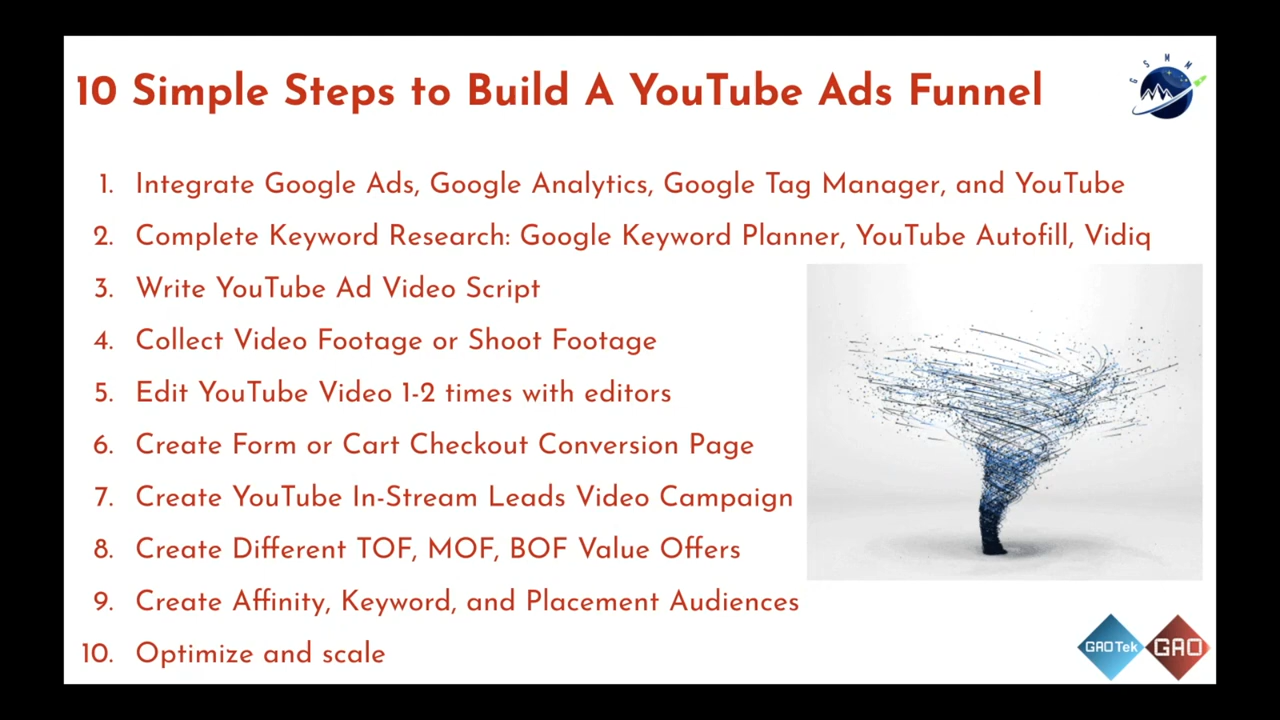 10 Simple Steps to Build A YouTube Ads Funnel
G S M M
1. Integrate Google Ads, Google Analytics, Google Tag Manager, and YouTube
2. Complete Keyword Research: Google Keyword Planner, YouTube Autofill, Vidiq
3. Write YouTube Ad Video Script
4. Collect Video Footage or Shoot Footage
5. Edit YouTube Video 1-2 times with editors
6. Create Form or Cart Checkout Conversion Page
7. Create YouTube In-Stream Leads Video Campaign
8. Create Different TOF, MOF, BOF Value Offers
9. Create Affinity, Keyword, and Placement Audiences
10. Optimize and scale
GAOTek GAO